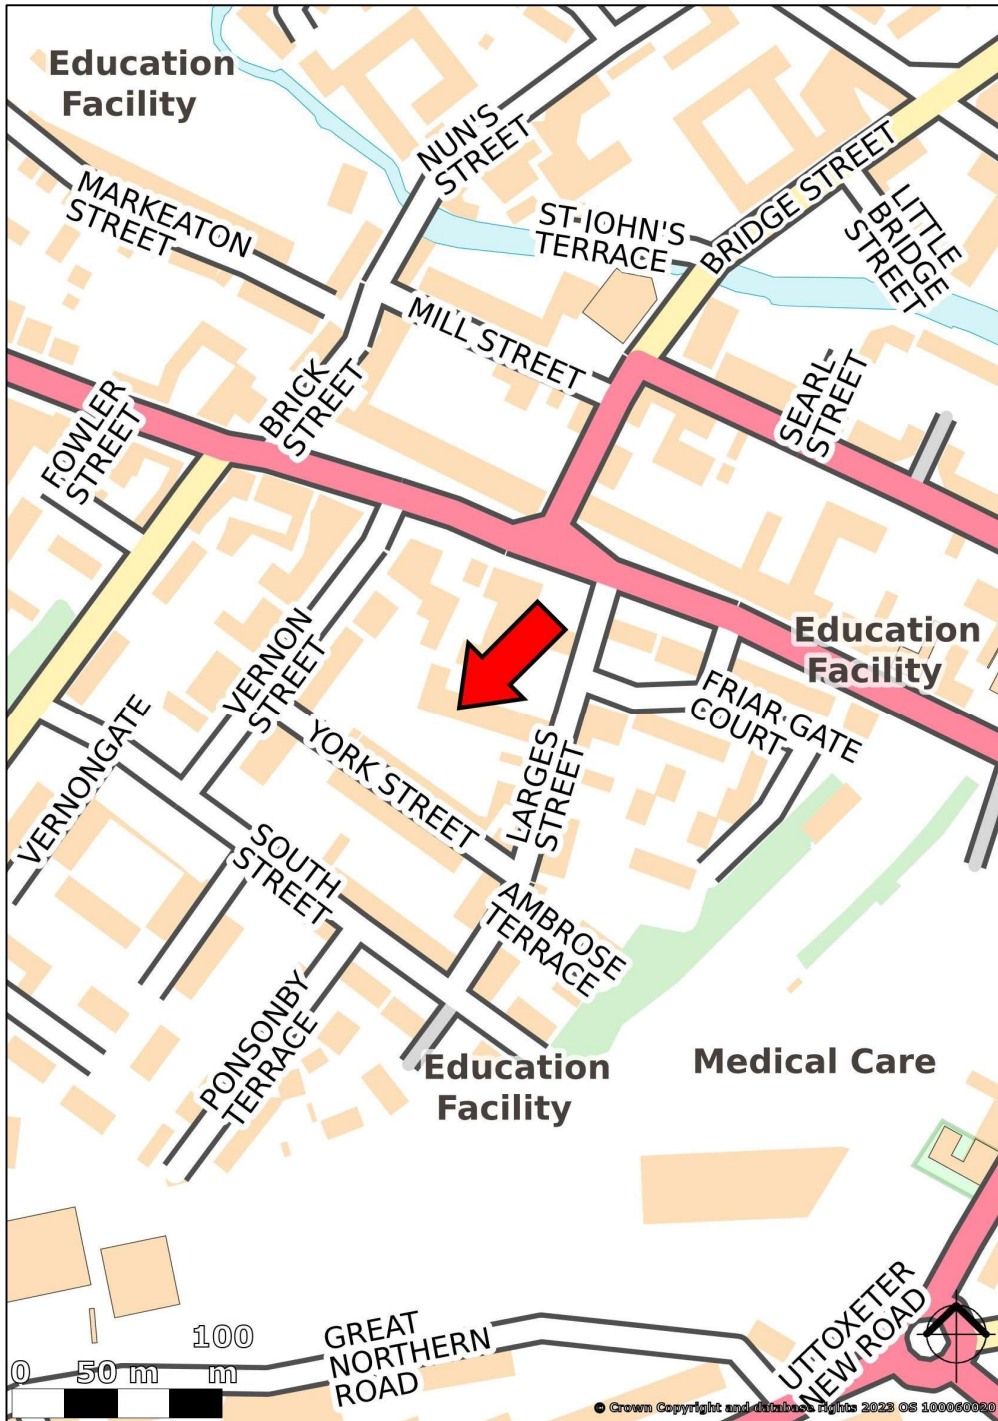 Education
Facility
NUN'S
STREET
MARKEATON
STREET
ST JOHN'S
TERRACE
BRIDGE STREET
LITTLE
BRIDGE
STREET
MILL STREET
BRICK
STREET
FOWLER
STREET
SEARL
STREET
VERNON
STREET
Education
Facility
FRIAR GATE
COURT
VERNONGATE
YORK STREET
LARGES
STREET
SOUTH
STREET
AMBROSE
TERRACE
PONSONBY
TERRACE
Education
Facility
Medical Care
UTTOXETER
NEW ROAD
GREAT
NORTHERN
ROAD
0 50 m 100
m
© Crown Copyright and database rights 2023 OS 100060020